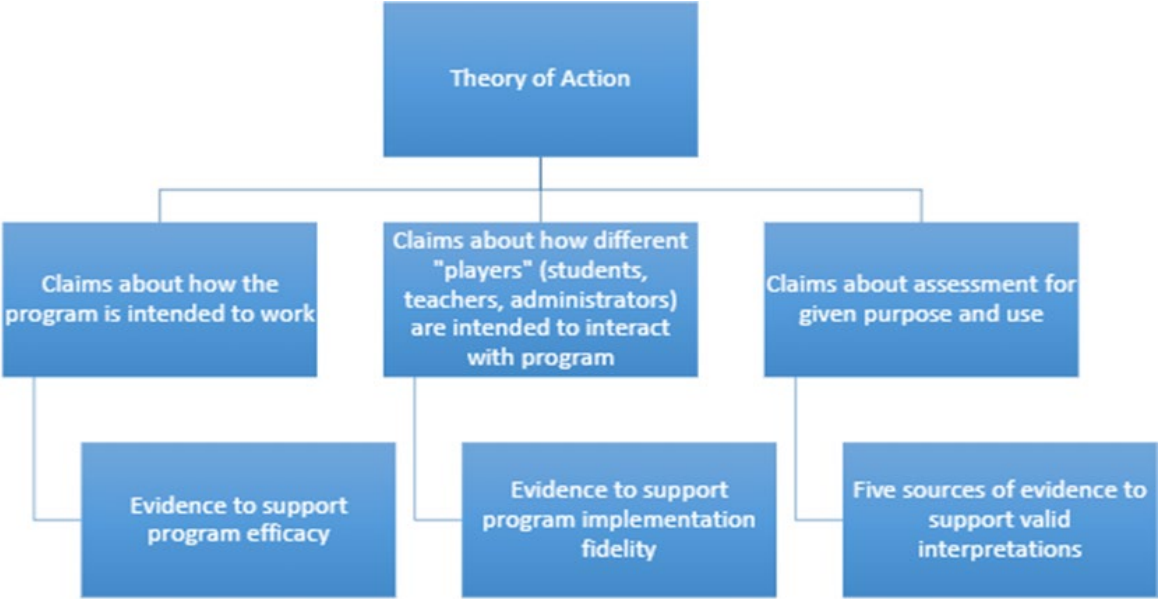 Theory of Action
Claims about how the
program is intended to work
Claims about how different
"players" (students,
teachers, administrators)
are intended to interact
with program
Claims about assessment for
given purpose and use
Evidence to support
program efficacy
Evidence to support
program implementation
fidelity
Five sources of evidence to
support valid
interpretations